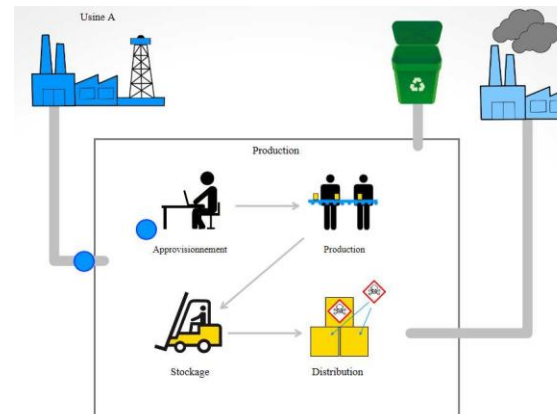 Usine A
Production
Approvisionnement
Production
Stockage
Distribution